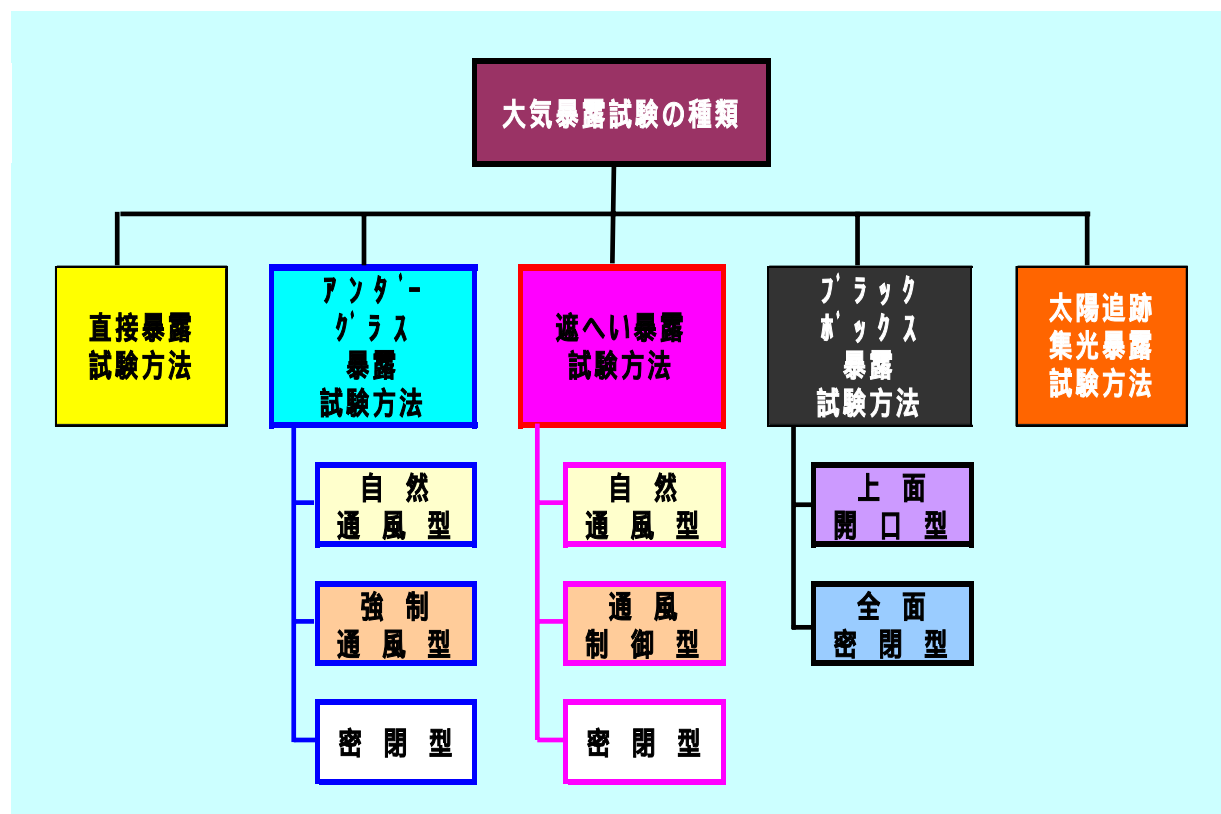 大気暴露試験の種類
直接暴露
試験方法
ｱﾝﾀﾞｰ
ｸﾞﾗｽ
暴露
試験方法
遮へい暴露
試験方法
ﾌﾞﾗｯｸ
ﾎﾞｯｸｽ
暴露
試験方法
太陽追跡
集光暴露
試験方法
自 然
通 風 型
強 制
通 風 型
密 閉 型
自 然
通 風 型
通 風
制 御 型
密 閉 型
上 面
開 口 型
全 面
密 閉 型